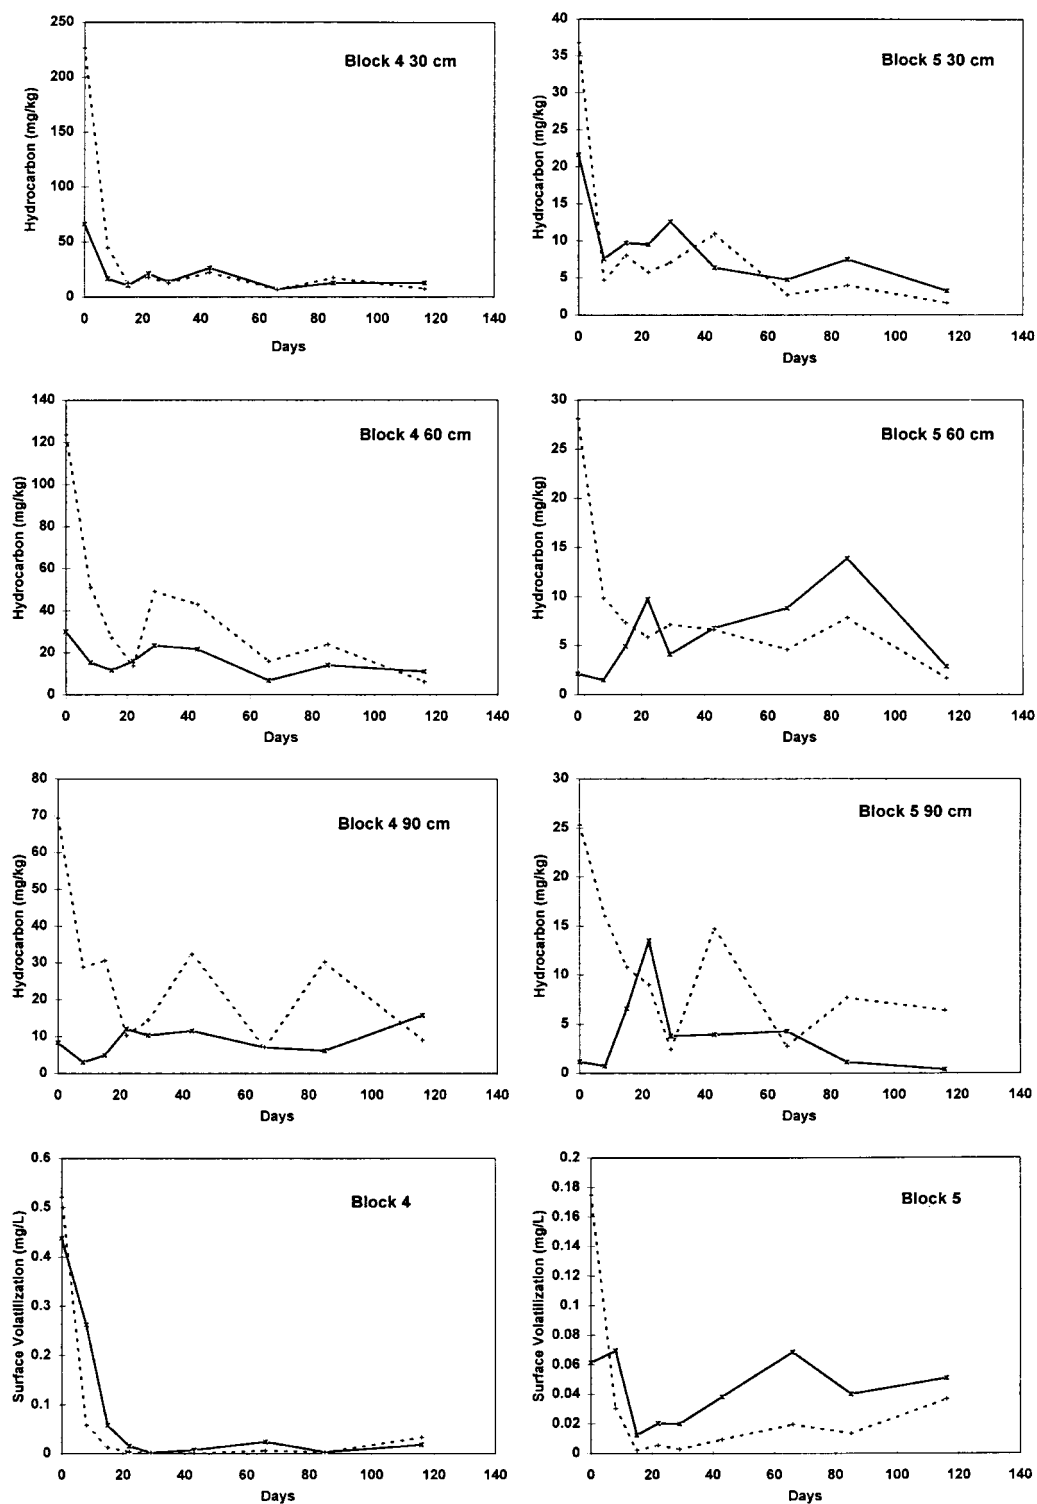 Block 4 30 cm
Hydrocarbon (mg/kg)
250
200
150
100
50
0
0 20 40 60 80 100 120 140
Days
Block 5 30 cm
Hydrocarbon (mg/kg)
40
35
30
25
20
15
10
5
0
0 20 40 60 80 100 120 140
Days
Block 4 60 cm
Hydrocarbon (mg/kg)
140
120
100
80
60
40
20
0
0 20 40 60 80 100 120 140
Days
Block 5 60 cm
Hydrocarbon (mg/kg)
30
25
20
15
10
5
0
0 20 40 60 80 100 120 140
Days
Block 4 90 cm
Hydrocarbon (mg/kg)
80
70
60
50
40
30
20
10
0
0 20 40 60 80 100 120 140
Days
Block 5 90 cm
Hydrocarbon (mg/kg)
30
25
20
15
10
5
0
0 20 40 60 80 100 120 140
Days
Block 4
Surface Volatilization (mg/L)
0.6
0.5
0.4
0.3
0.2
0.1
0
0 20 40 60 80 100 120 140
Days
Block 5
Surface Volatilization (mg/L)
0.2
0.18
0.16
0.14
0.12
0.1
0.08
0.06
0.04
0.02
0
0 20 40 60 80 100 120 140
Days